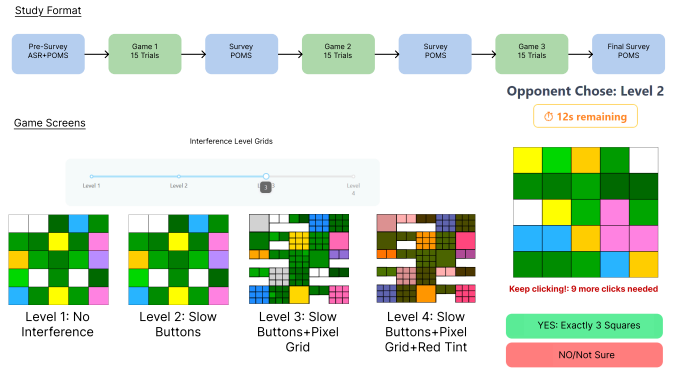 Study Format
Pre-Survey
ASR+POMS
Game 1
15 Trials
Survey
POMS
Game 2
15 Trials
Survey
POMS
Game 3
15 Trials
Final Survey
POMS
Opponent Chose: Level 2
12s remaining
Game Screens
Interference Level Grids
Level 1
Level 2
3
Level
4
Level 1: No
Interference
Level 2: Slow
Buttons
Level 3: Slow
Buttons+Pixel
Grid
Level 4: Slow
Buttons+Pixel
Grid+Red Tint
Keep clicking!: 9 more clicks needed
YES: Exactly 3 Squares
NO/Not Sure